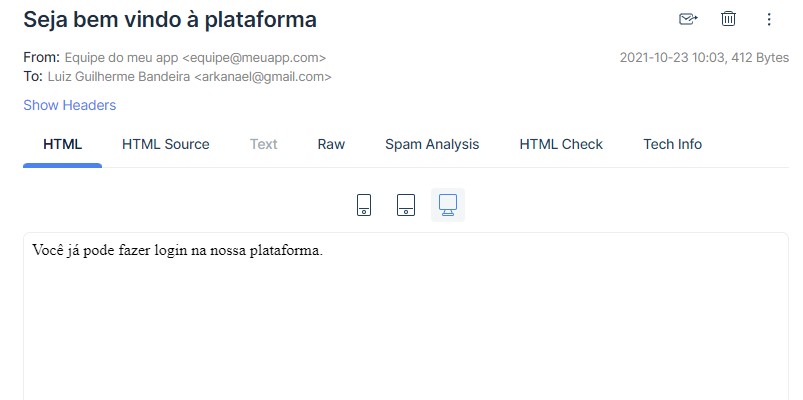 Seja bem vindo à plataforma
From: Equipe do meu app <equipe@meuapp.com>
2021-10-23 10:03, 412 Bytes
To: Luiz Guilherme Bandeira <arkanael@gmail.com>
Show Headers
HTML HTML Source Text Raw Spam Analysis HTML Check Tech Info
Você já pode fazer login na nossa plataforma.